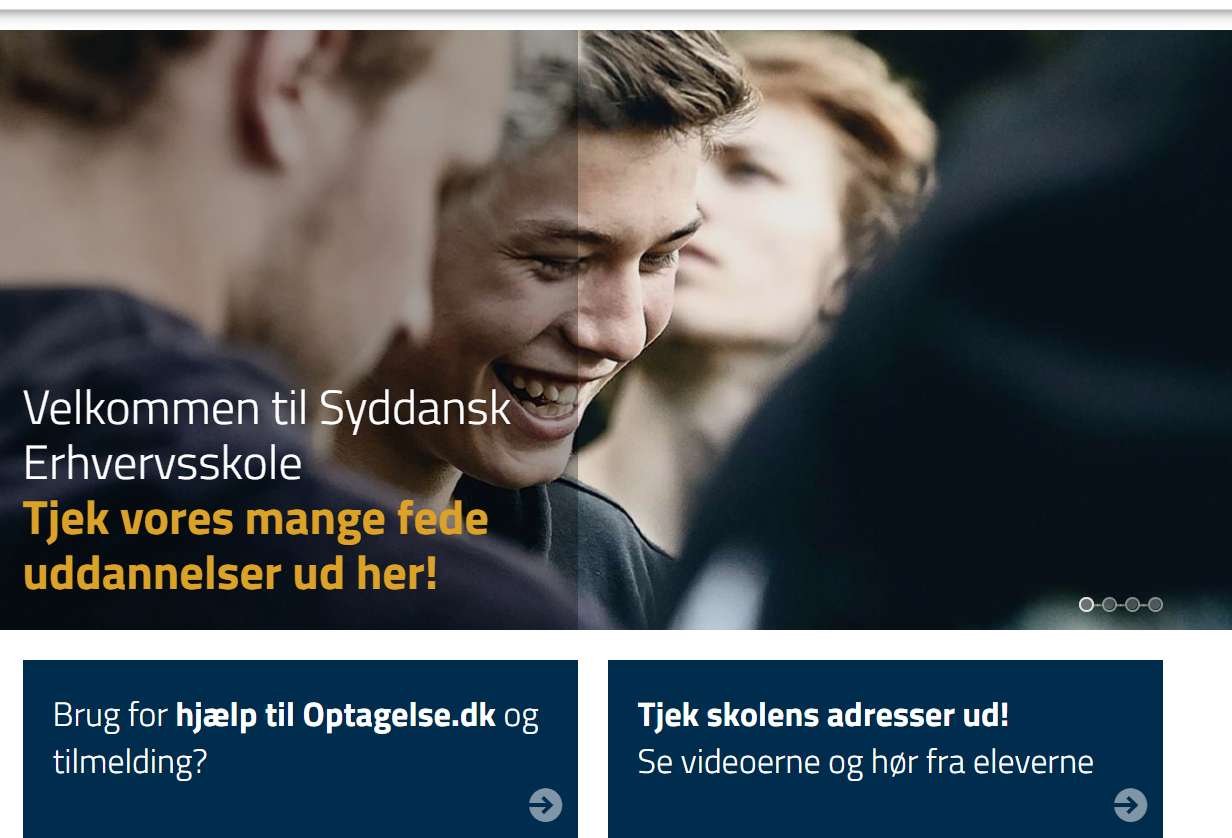 Velkommen til Syddansk
Erhvervsskole
Tjek vores mange fede
uddannelser ud her!
Brug for hjælp til Optagelse.dk og
tilmelding?
Tjek skolens adresser ud!
Se videoerne og hør fra eleverne